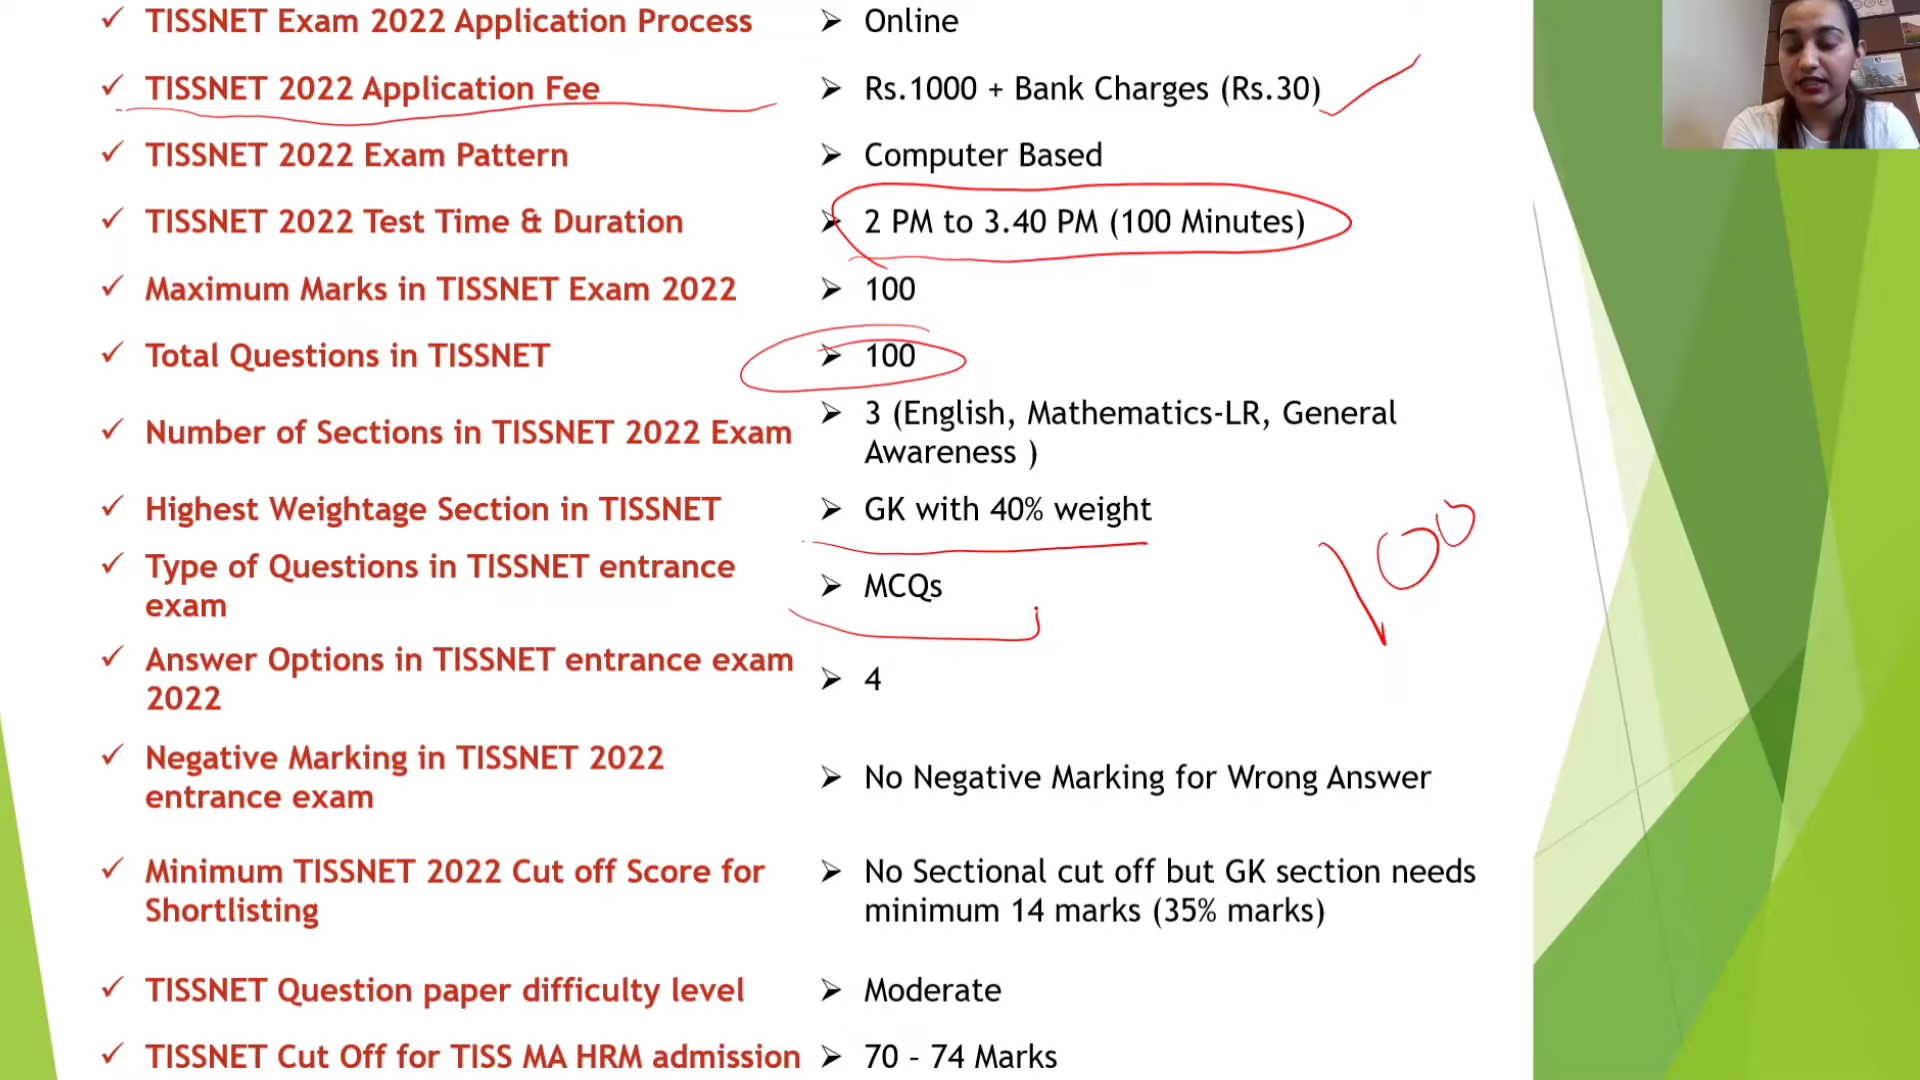 TISSNET Exam 2022 Application Process
Online
TISSNET 2022 Application Fee
Rs.1000 + Bank Charges (Rs.30)
TISSNET 2022 Exam Pattern
Computer Based
TISSNET 2022 Test Time & Duration
2 PM to 3.40 PM (100 Minutes)
Maximum Marks in TISSNET Exam 2022
100
Total Questions in TISSNET
100
Number of Sections in TISSNET 2022 Exam
3 (English, Mathematics-LR, General
Awareness )
Highest Weightage Section in TISSNET
GK with 40% weight
100
Type of Questions in TISSNET entrance
exam
MCQs
Answer Options in TISSNET entrance exam
2022
4
Negative Marking in TISSNET 2022
entrance exam
No Negative Marking for Wrong Answer
Minimum TISSNET 2022 Cut off Score for
Shortlisting
No Sectional cut off but GK section needs
minimum 14 marks (35% marks)
TISSNET Question paper difficulty level
Moderate
TISSNET Cut Off for TISS MA HRM admission
70 – 74 Marks